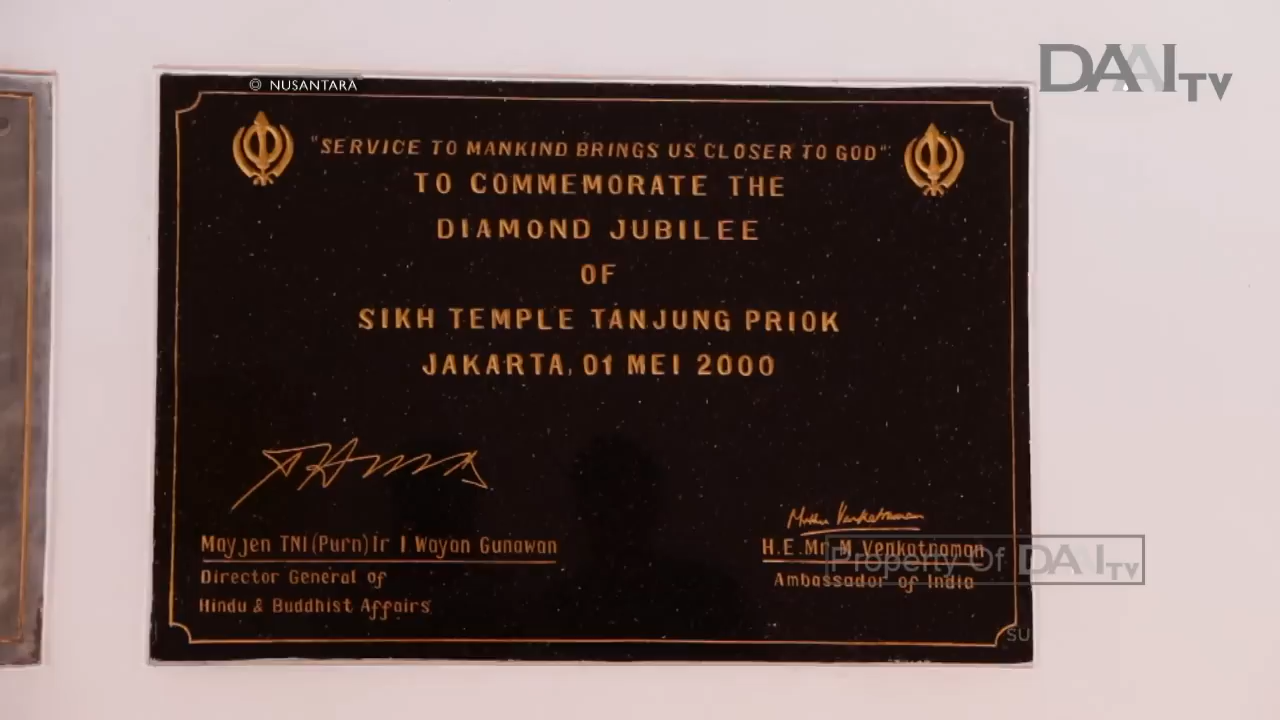 © NUSANTARA
DAAI TV
"SERVICE TO MANKIND BRINGS US CLOSER TO GOD":
TO COMMEMORATE THE
DIAMOND JUBILEE
OF
SIKH TEMPLE TANJUNG PRIOK
JAKARTA, 01 MEI 2000
Mayjen TNI (Purn) Ir I Wayan Gunawan
Director General of
Hindu & Buddhist Affairs
H.E. Mr M. Venkatraman
Ambassador of India
Property Of DAAI TV
SU